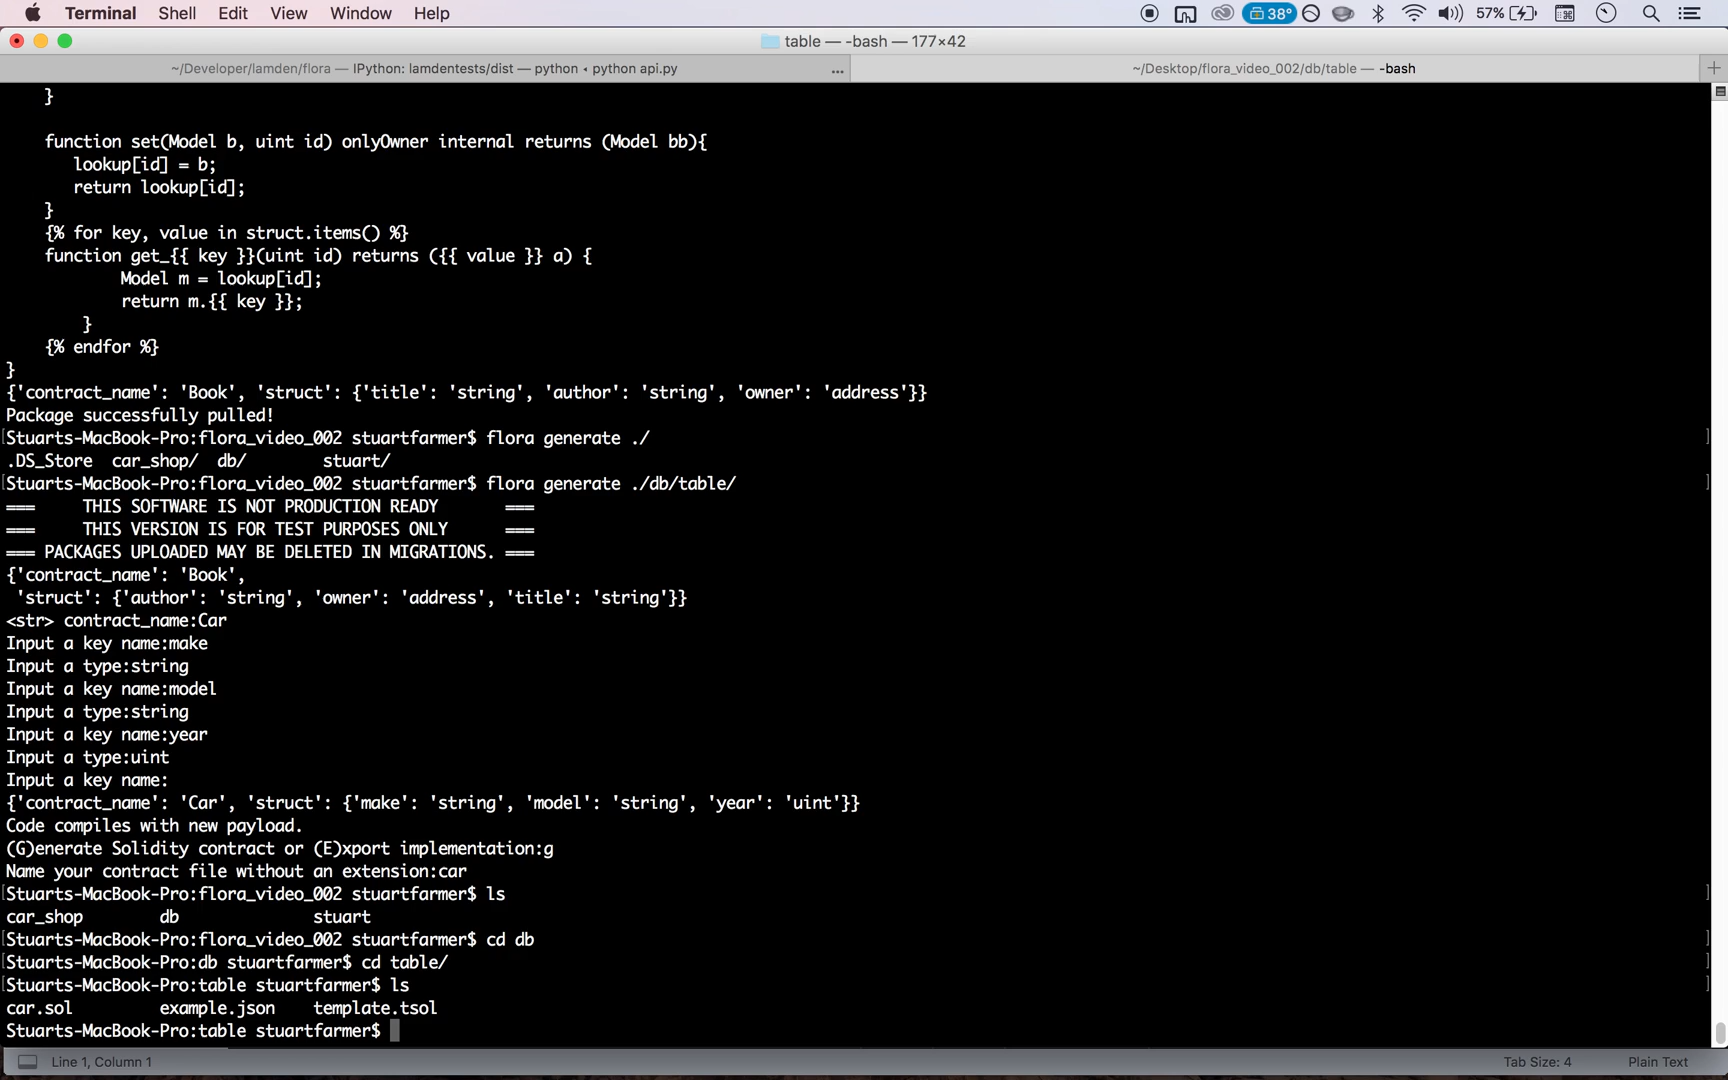 Terminal Shell Edit View Window Help 38° 57%
table — -bash — 177×42
~/Developer/lamden/flora — IPython: lamdentests/dist — python ◂ python api.py ... ~/Desktop/flora_video_002/db/table — -bash +
}
function set(Model b, uint id) onlyOwner internal returns (Model bb){
lookup[id] = b;
return lookup[id];
}
{% for key, value in struct.items() %}
function get_{{ key }}(uint id) returns ({{ value }} a) {
Model m = lookup[id];
return m.{{ key }};
}
{% endfor %}
}
{'contract_name': 'Book', 'struct': {'title': 'string', 'author': 'string', 'owner': 'address'}}
Package successfully pulled!
[Stuarts-MacBook-Pro:flora_video_002 stuartfarmer$ flora generate ./ ]
.DS_Store car_shop/ db/ stuart/
[Stuarts-MacBook-Pro:flora_video_002 stuartfarmer$ flora generate ./db/table/ ]
=== THIS SOFTWARE IS NOT PRODUCTION READY ===
=== THIS VERSION IS FOR TEST PURPOSES ONLY ===
=== PACKAGES UPLOADED MAY BE DELETED IN MIGRATIONS. ===
{'contract_name': 'Book',
'struct': {'author': 'string', 'owner': 'address', 'title': 'string'}}
<str> contract_name:Car
Input a key name:make
Input a type:string
Input a key name:model
Input a type:string
Input a key name:year
Input a type:uint
Input a key name:
{'contract_name': 'Car', 'struct': {'make': 'string', 'model': 'string', 'year': 'uint'}}
Code compiles with new payload.
(G)enerate Solidity contract or (E)xport implementation:g
Name your contract file without an extension:car
[Stuarts-MacBook-Pro:flora_video_002 stuartfarmer$ ls ]
car_shop db stuart
[Stuarts-MacBook-Pro:flora_video_002 stuartfarmer$ cd db ]
[Stuarts-MacBook-Pro:db stuartfarmer$ cd table/ ]
[Stuarts-MacBook-Pro:table stuartfarmer$ ls ]
car.sol example.json template.tsol
Stuarts-MacBook-Pro:table stuartfarmer$
Line 1, Column 1 Tab Size: 4 Plain Text